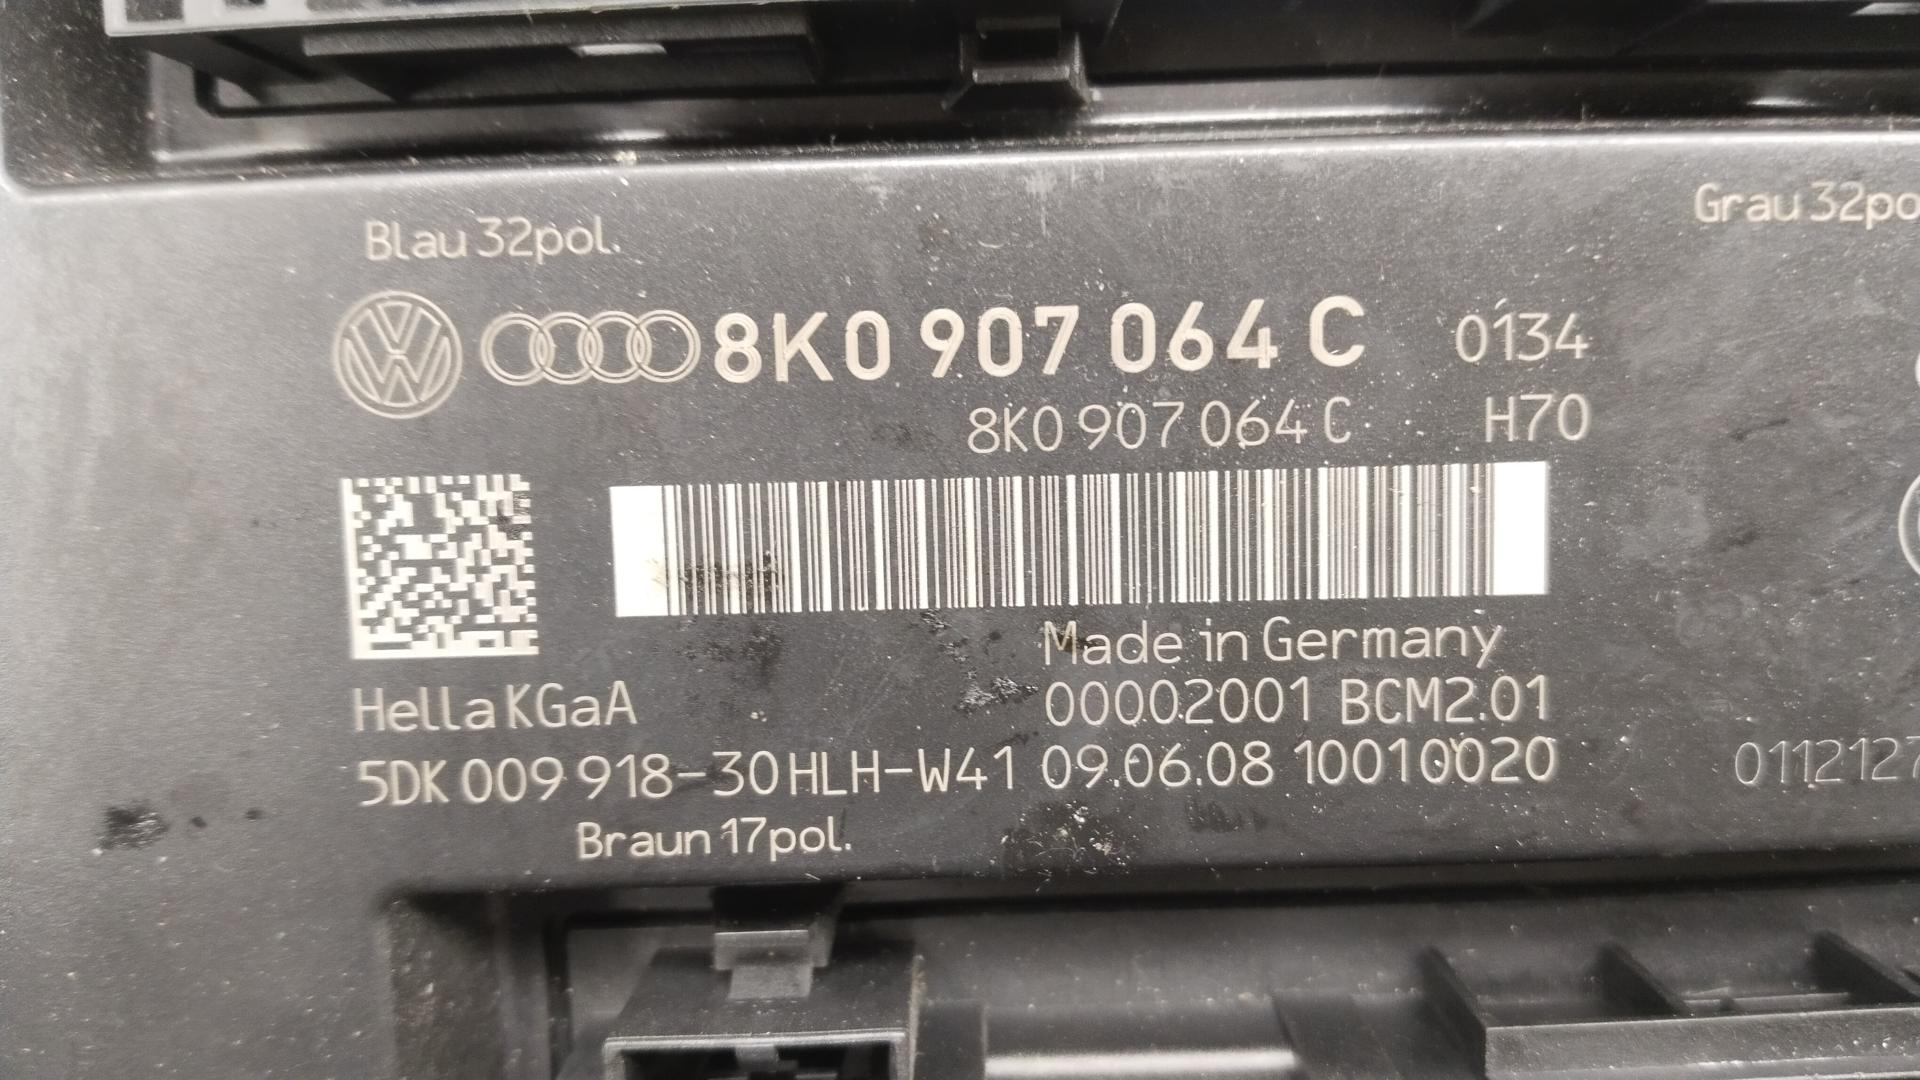 Blau 32pol.
Grau 32po
8K0 907 064 C 0134
8K0 907 064 C H70
Made in Germany
Hella KGaA 00002001 BCM2.01
5DK 009 918-30 HLH-W41 09.06.08 10010020
0112127
Braun 17pol.